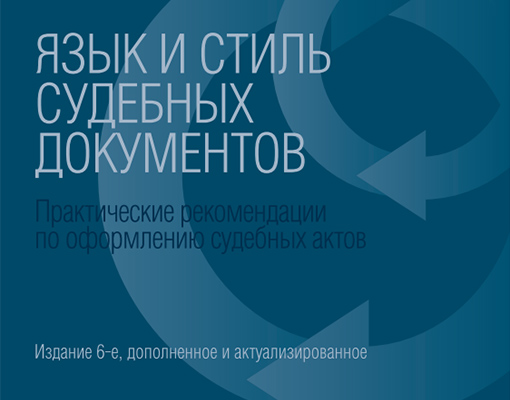 ЯЗЫК И СТИЛЬ
СУДЕБНЫХ
ДОКУМЕНТОВ
Практические рекомендации
по оформлению судебных актов
Издание 6-е, дополненное и актуализированное